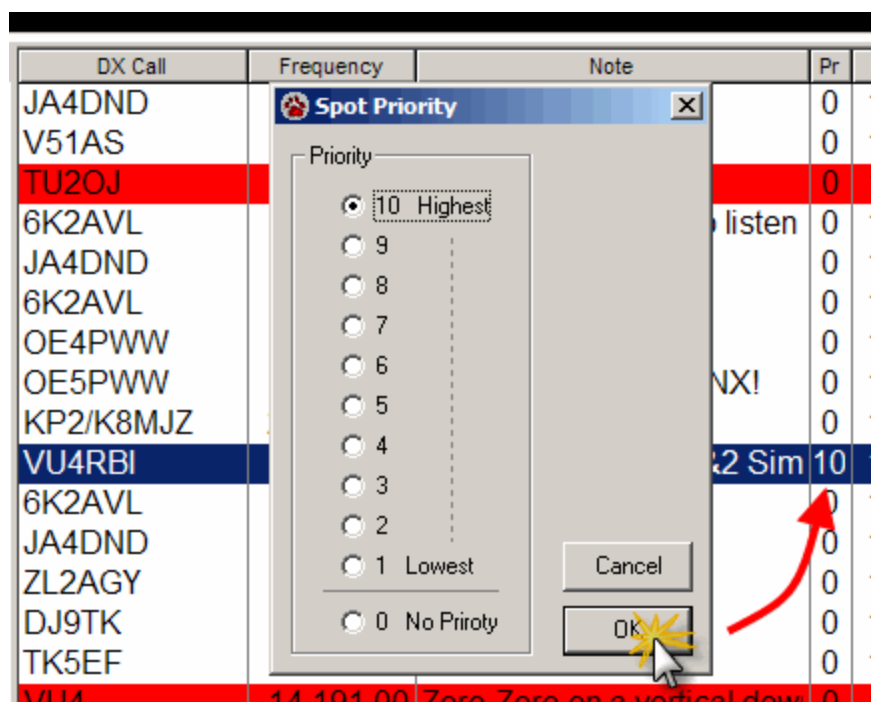 DX Call Frequency Note Pr
JA4DND 0
V51AS 0
TU2OJ 0
6K2AVL listen 0
JA4DND 0
6K2AVL 0
OE4PWW 0
OE5PWW NX! 0
KP2/K8MJZ 0
VU4RBI &2 Sim 10
6K2AVL 0
JA4DND 0
ZL2AGY 0
DJ9TK 0
TK5EF 0
VU4 14,191.00 Zero Zero on a vertical down 0
Spot Priority
Priority
10 Highest
9
8
7
6
5
4
3
2
1 Lowest
0 No Priroty
Cancel
OK